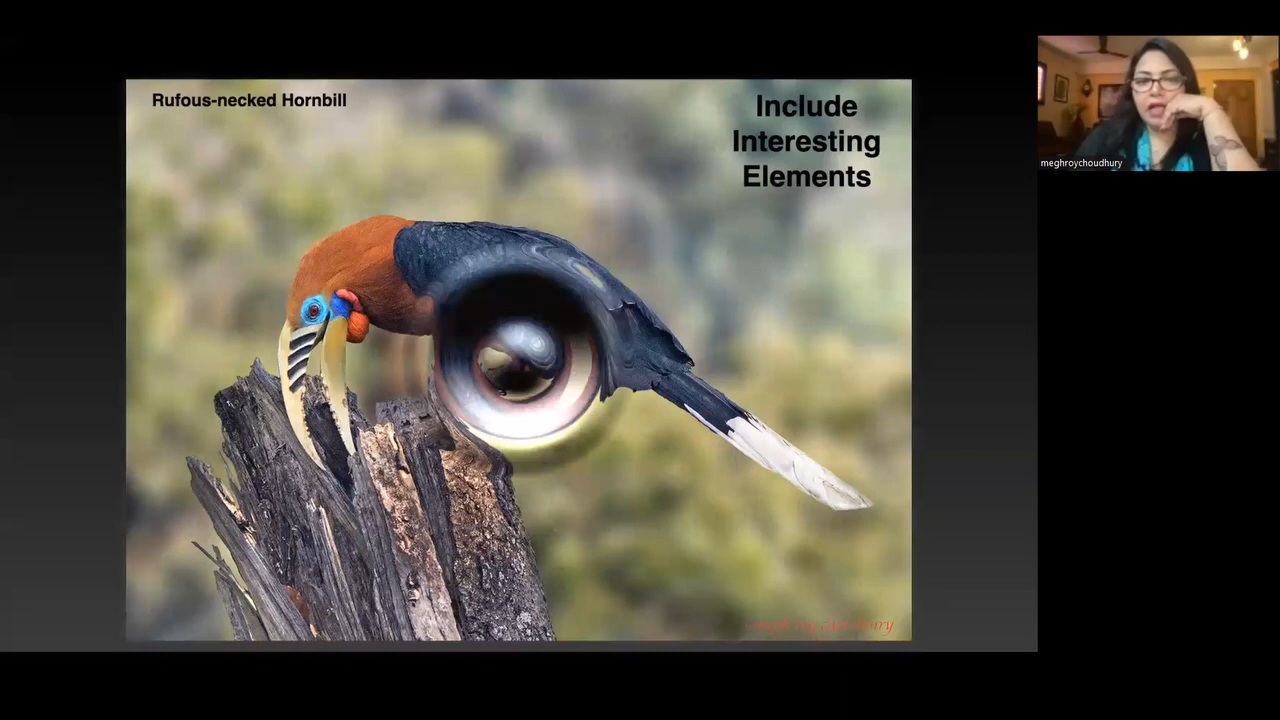 Rufous-necked Hornbill
Include
Interesting
Elements
meghroychoudhury